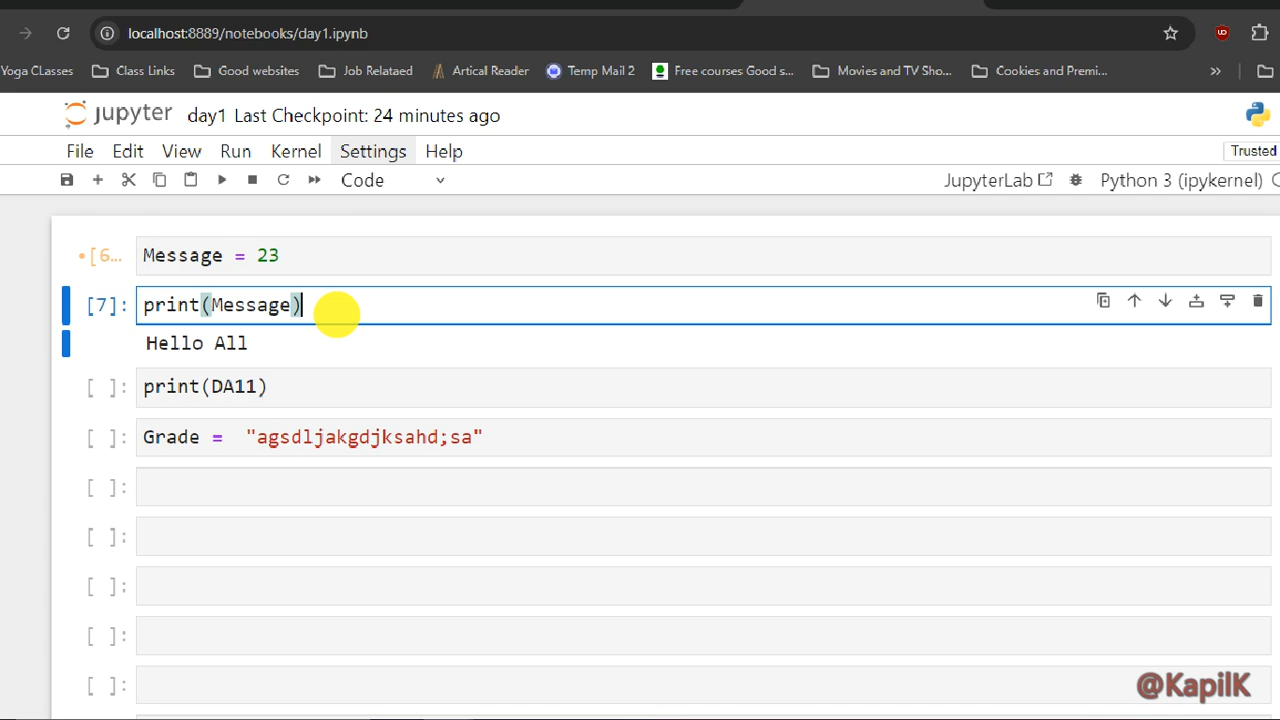 localhost:8889/notebooks/day1.ipynb
Yoga CLasses Class Links Good websites Job Relataed Artical Reader Temp Mail 2 Free courses Good s... Movies and TV Sho... Cookies and Premi... »
jupyter day1 Last Checkpoint: 24 minutes ago
File Edit View Run Kernel Settings Help Trusted
Code JupyterLab Python 3 (ipykernel)
[6... Message = 23
[7]: print(Message)
Hello All
[ ]: print(DA11)
[ ]: Grade = "agsdljakgdjksahd;sa"
[ ]:
[ ]:
[ ]:
[ ]:
[ ]:
@KapilK